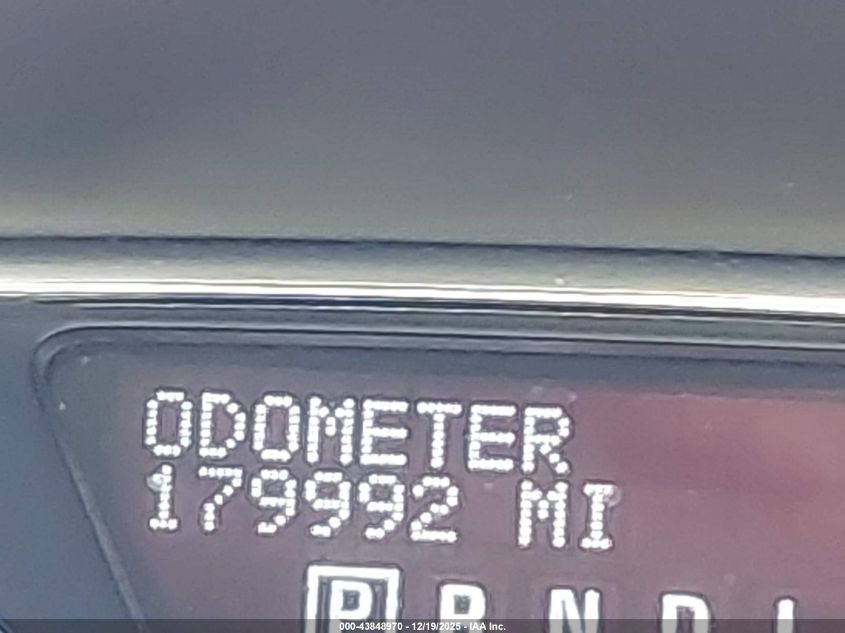 ODOMETER
179992 MI
P R N D L
000-43848970 - 12/19/2025 - IAA Inc.